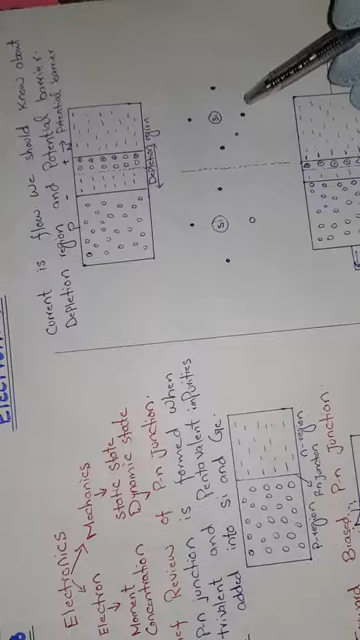 Electronics
Electron Mechanics
Moment static state
Concentration Dynamic state
Review of P-n junction.
P-n junction is formed when
trivalent and Pentavalent impurities
added into Si and Ge.
p-region n-region
P-n junction
Biased P-n Junction.
Current is flow we should know about
Depletion region and Potential barrier.
P
- + → Potential barrier
Depletion region
Si
Si